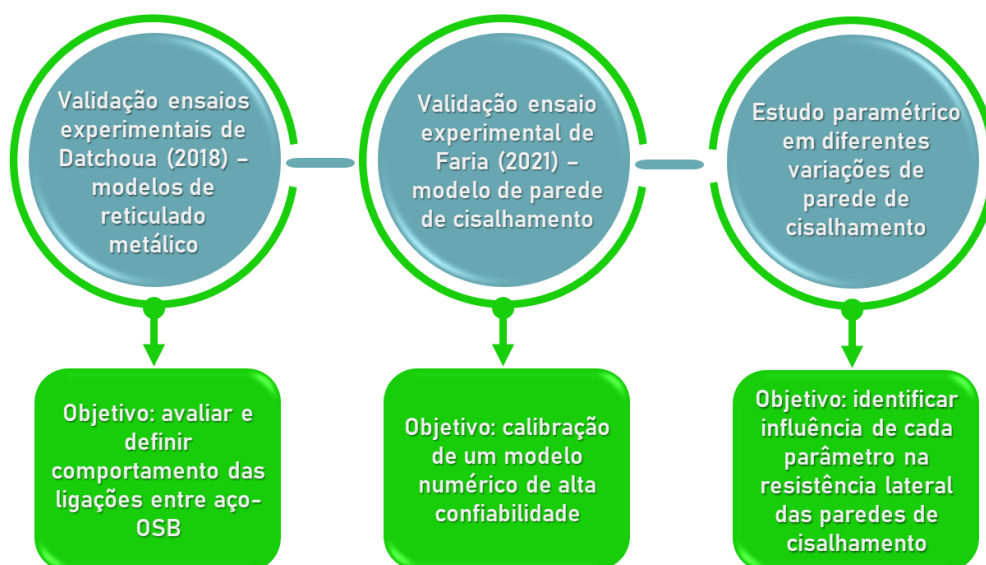 Validação ensaios
experimentais de
Datchoua (2018) –
modelos de
reticulado
metálico
Validação ensaio
experimental de
Faria (2021) –
modelo de parede
de cisalhamento
Estudo paramétrico
em diferentes
variações de
parede de
cisalhamento
Objetivo: avaliar e
definir
comportamento das
ligações entre aço-
OSB
Objetivo: calibração
de um modelo
numérico de alta
confiabilidade
Objetivo: identificar
influência de cada
parâmetro na
resistência lateral
das paredes de
cisalhamento